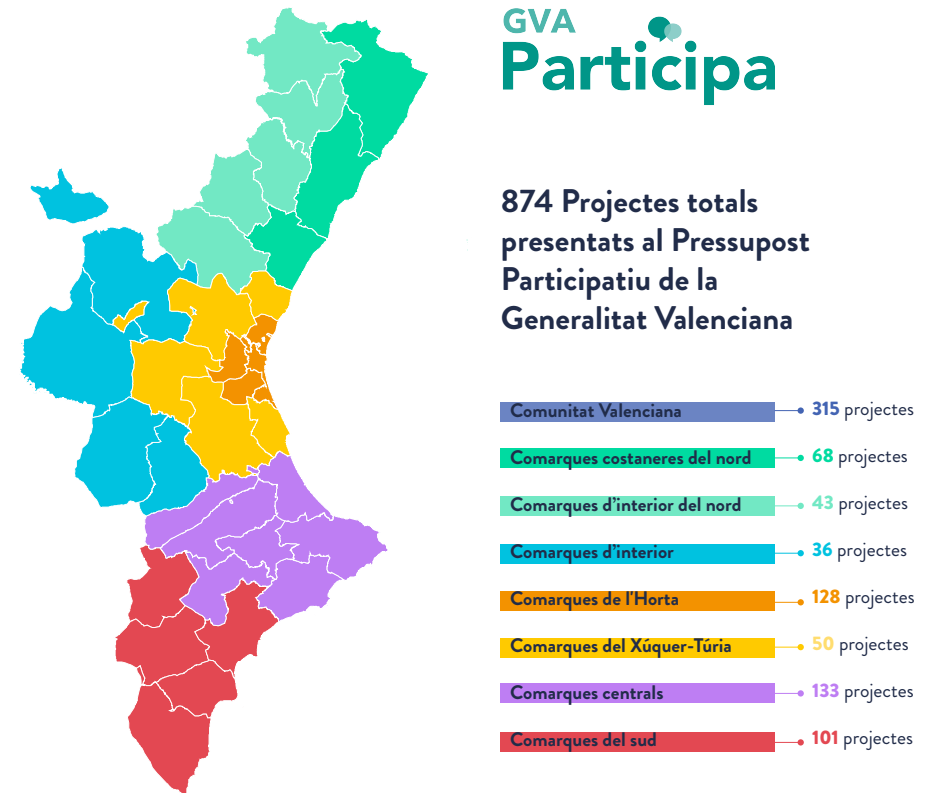 GVA
Participa
874 Projectes totals
presentats al Pressupost
Participatiu de la
Generalitat Valenciana
Comunitat Valenciana 315 projectes
Comarques costaneres del nord 68 projectes
Comarques d'interior del nord 43 projectes
Comarques d'interior 36 projectes
Comarques de l'Horta 128 projectes
Comarques del Xúquer-Túria 50 projectes
Comarques centrals 133 projectes
Comarques del sud 101 projectes